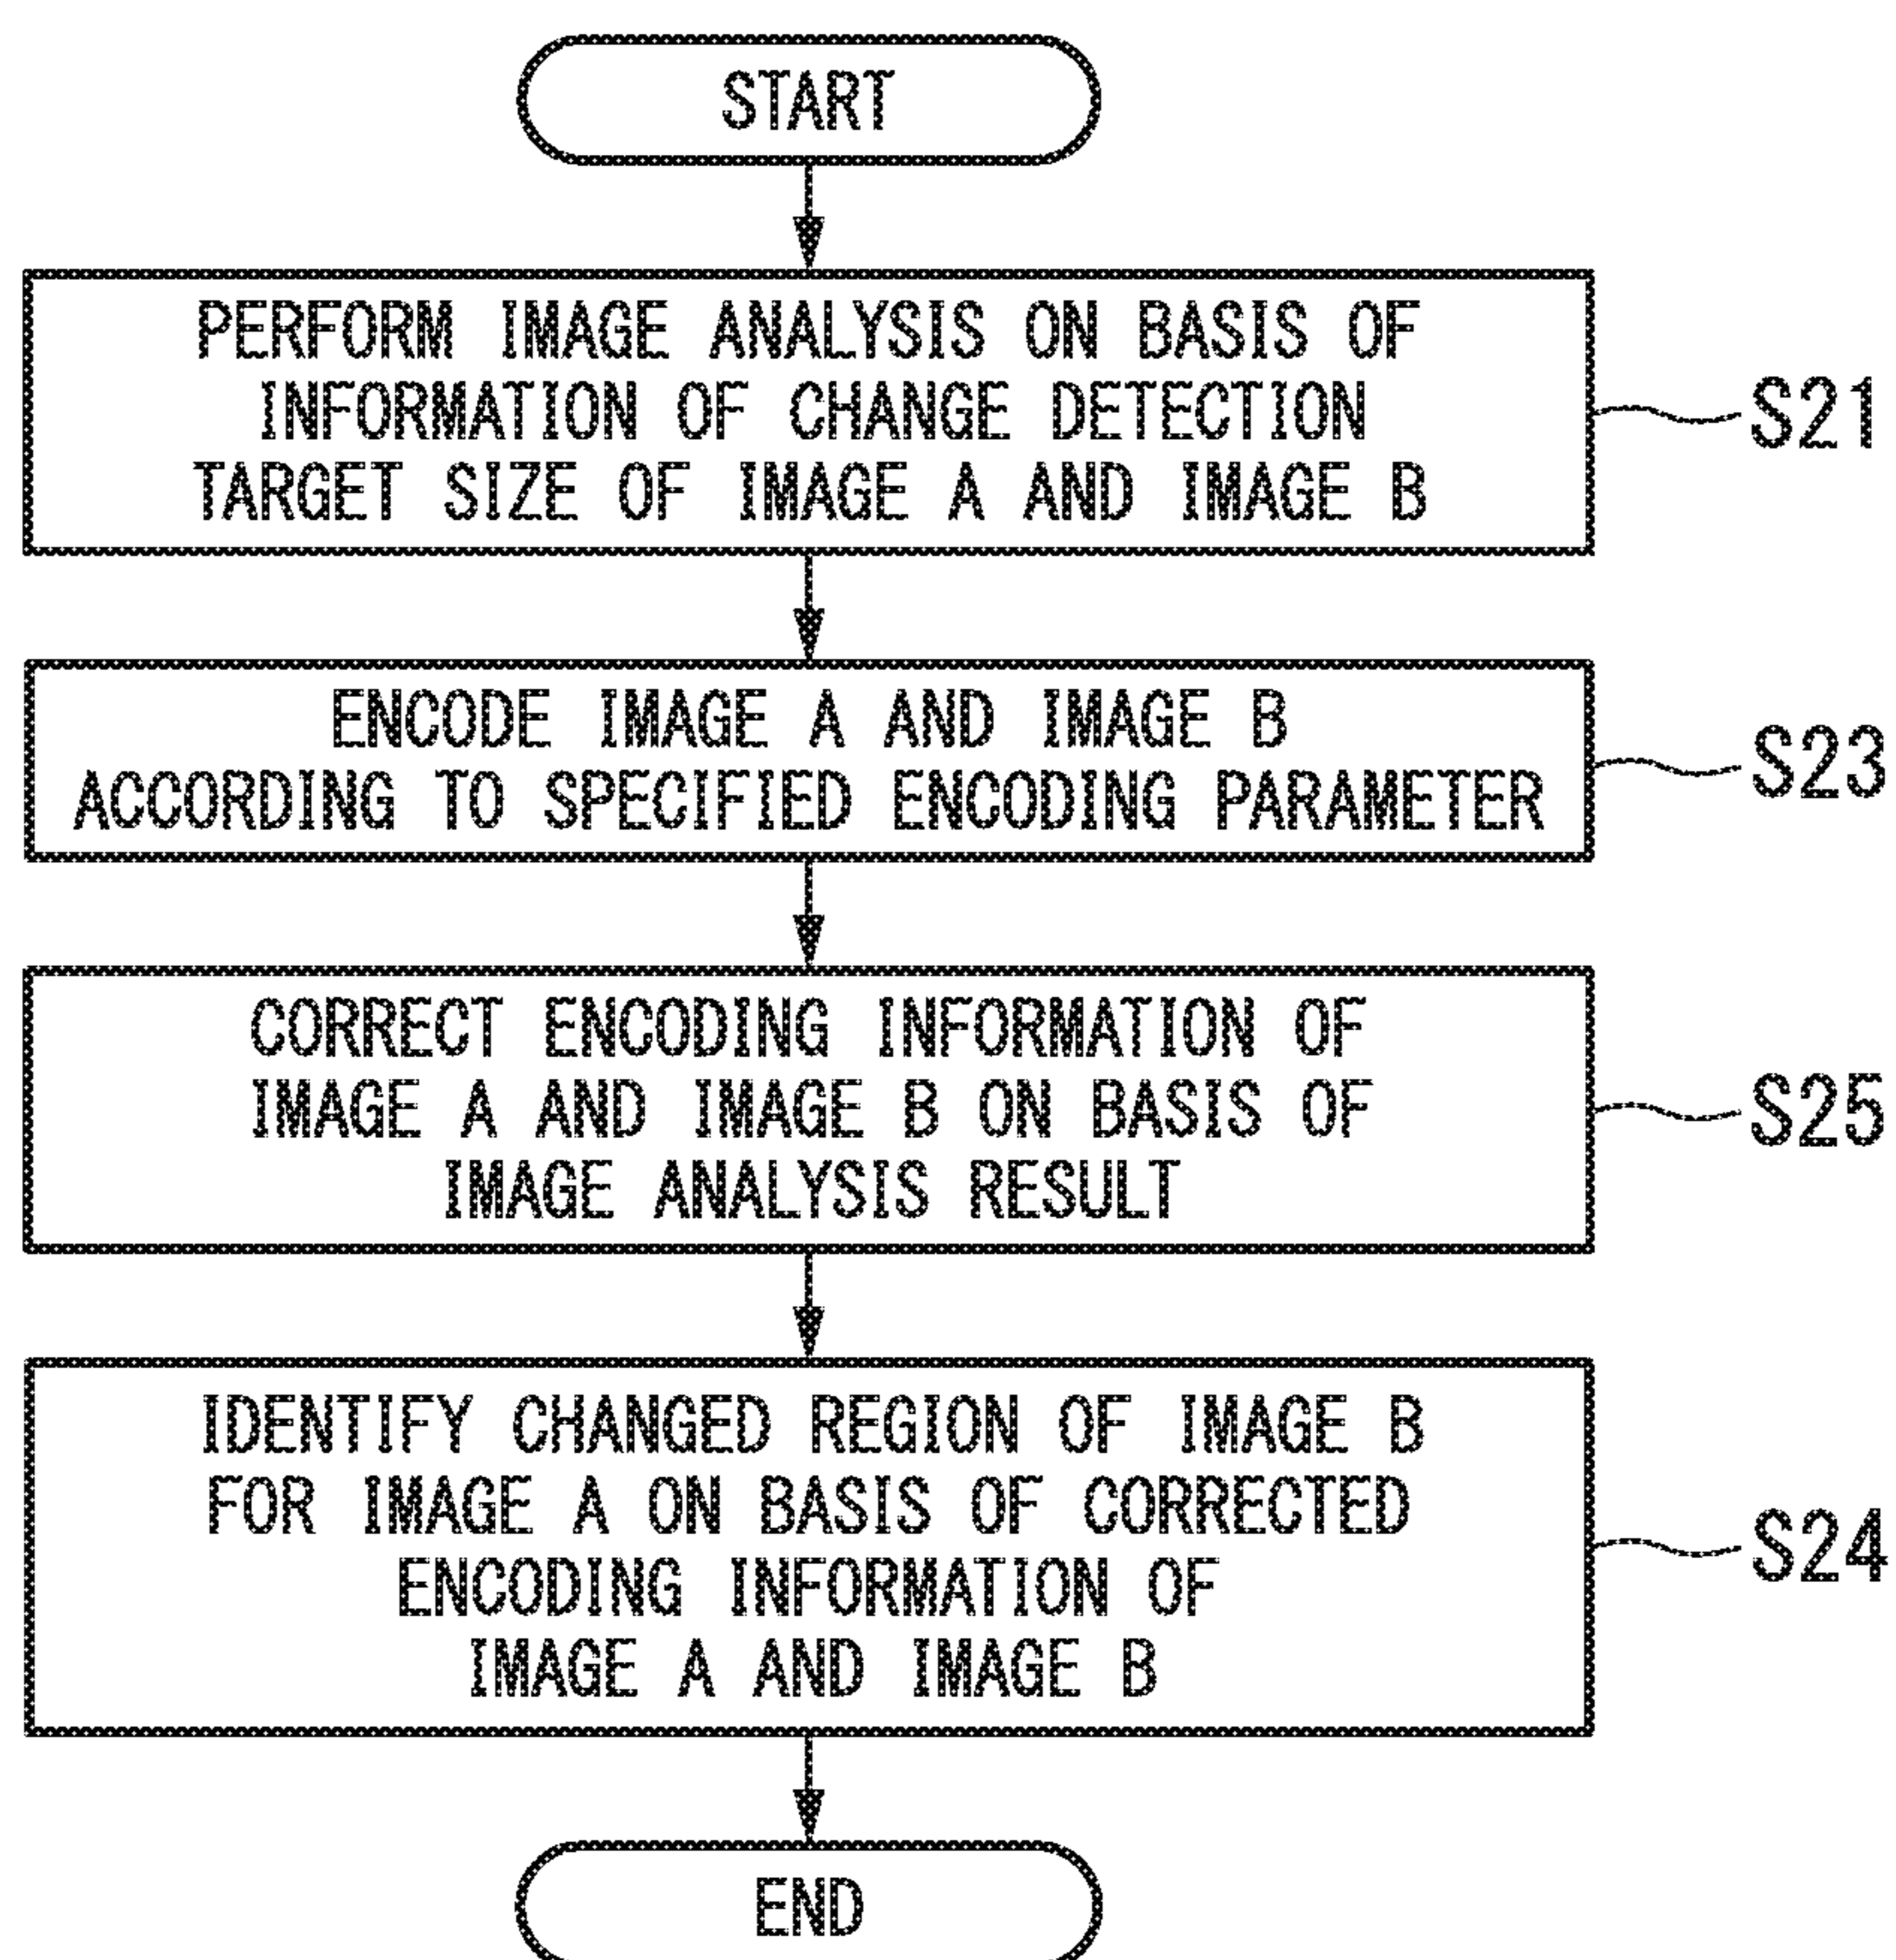 START
PERFORM IMAGE ANALYSIS ON BASIS OF
INFORMATION OF CHANGE DETECTION
TARGET SIZE OF IMAGE A AND IMAGE B
S21
ENCODE IMAGE A AND IMAGE B
ACCORDING TO SPECIFIED ENCODING PARAMETER
S23
CORRECT ENCODING INFORMATION OF
IMAGE A AND IMAGE B ON BASIS OF
IMAGE ANALYSIS RESULT
S25
IDENTIFY CHANGED REGION OF IMAGE B
FOR IMAGE A ON BASIS OF CORRECTED
ENCODING INFORMATION OF
IMAGE A AND IMAGE B
S24
END